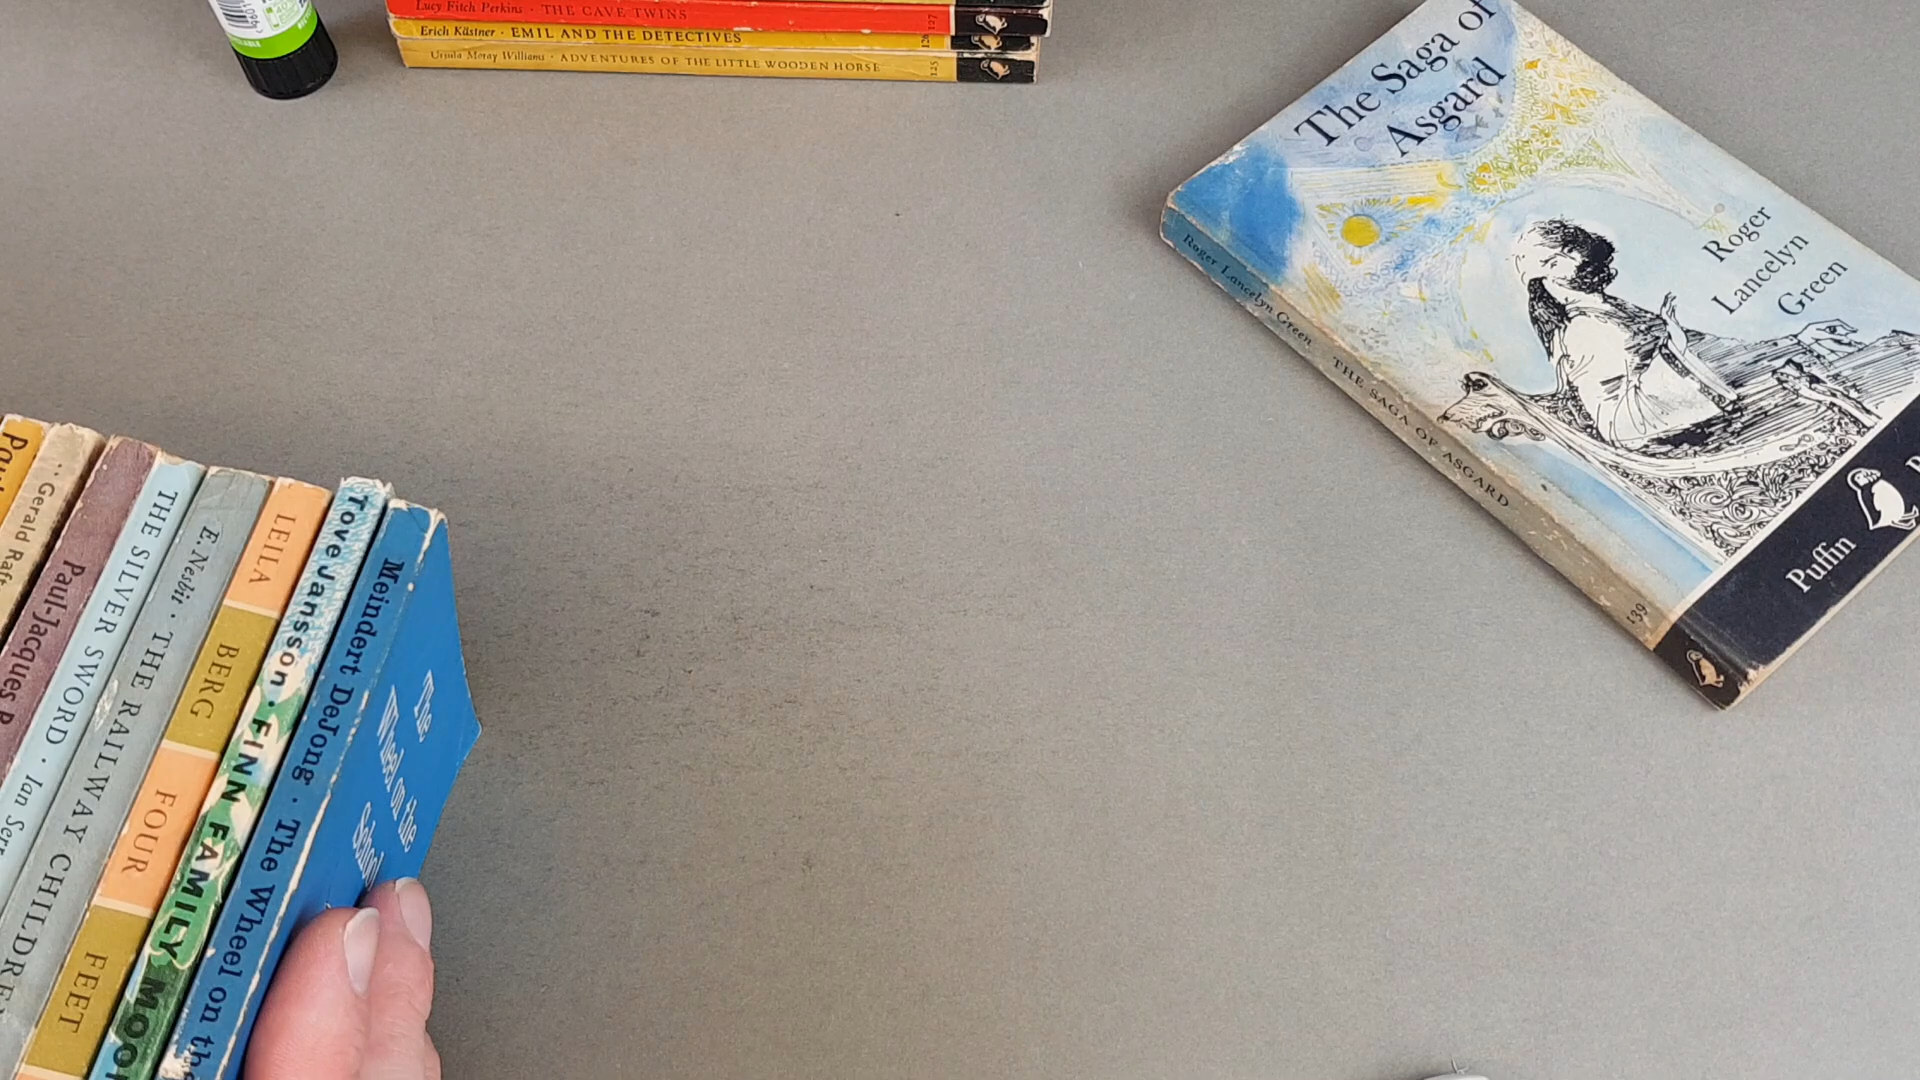 Lucy Fitch Perkins · THE CAVE TWINS 127
Erich Kästner · EMIL AND THE DETECTIVES 126
Ursula Moray Williams · ADVENTURES OF THE LITTLE WOODEN HORSE 125
The Saga of
Asgard
Roger
Lancelyn
Green
Puffin
Roger Lancelyn Green THE SAGA OF ASGARD 139
Gerald Raft
Paul-Jacques
THE SILVER SWORD · Ian Serr
E. Nesbit · THE RAILWAY CHILDRE
LEILA BERG FOUR FEET
Tove Jansson · FINN FAMILY MOO
Meindert DeJong · The Wheel on th
The
Wheel on the
School